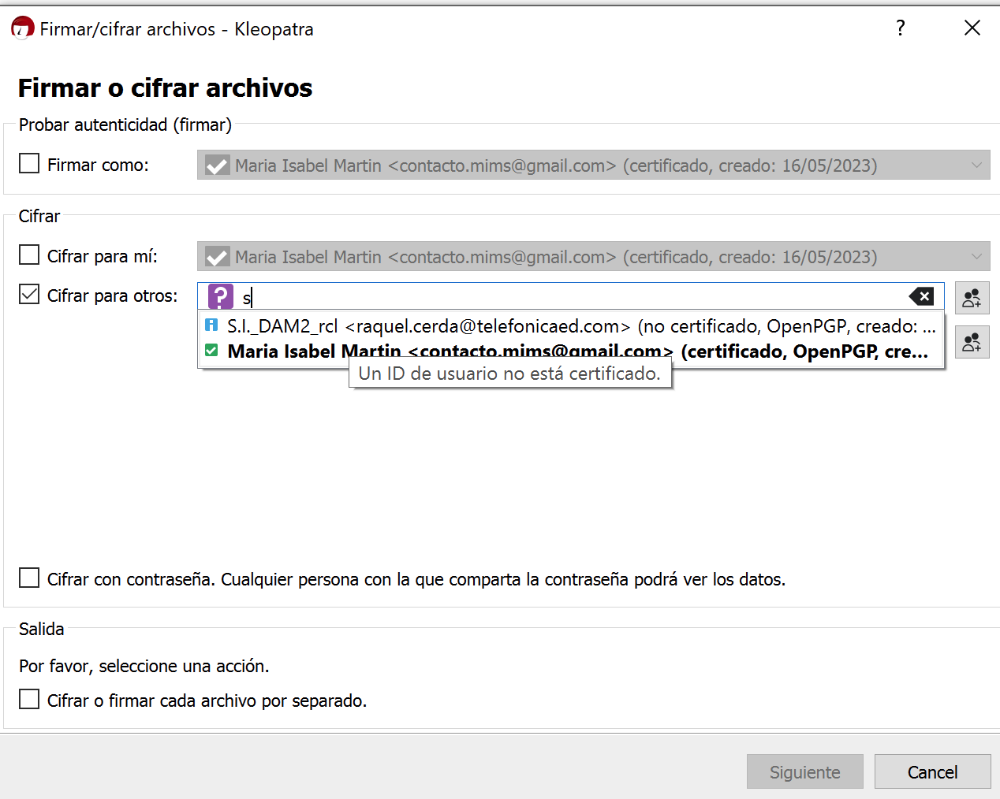 Firmar/cifrar archivos - Kleopatra
?
Firmar o cifrar archivos
Probar autenticidad (firmar)
Firmar como:
Maria Isabel Martin <contacto.mims@gmail.com> (certificado, creado: 16/05/2023)
Cifrar
Cifrar para mí:
Maria Isabel Martin <contacto.mims@gmail.com> (certificado, creado: 16/05/2023)
Cifrar para otros:
? s
S.I._DAM2_rcl <raquel.cerda@telefonicaed.com> (no certificado, OpenPGP, creado: ...
Maria Isabel Martin <contacto.mims@gmail.com> (certificado, OpenPGP, cre...
Un ID de usuario no está certificado.
Cifrar con contraseña. Cualquier persona con la que comparta la contraseña podrá ver los datos.
Salida
Por favor, seleccione una acción.
Cifrar o firmar cada archivo por separado.
Siguiente
Cancel